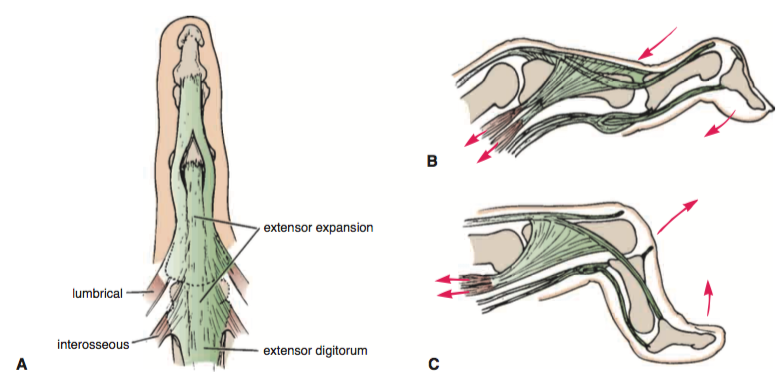 extensor expansion
lumbrical
interosseous
extensor digitorum
A
B
C